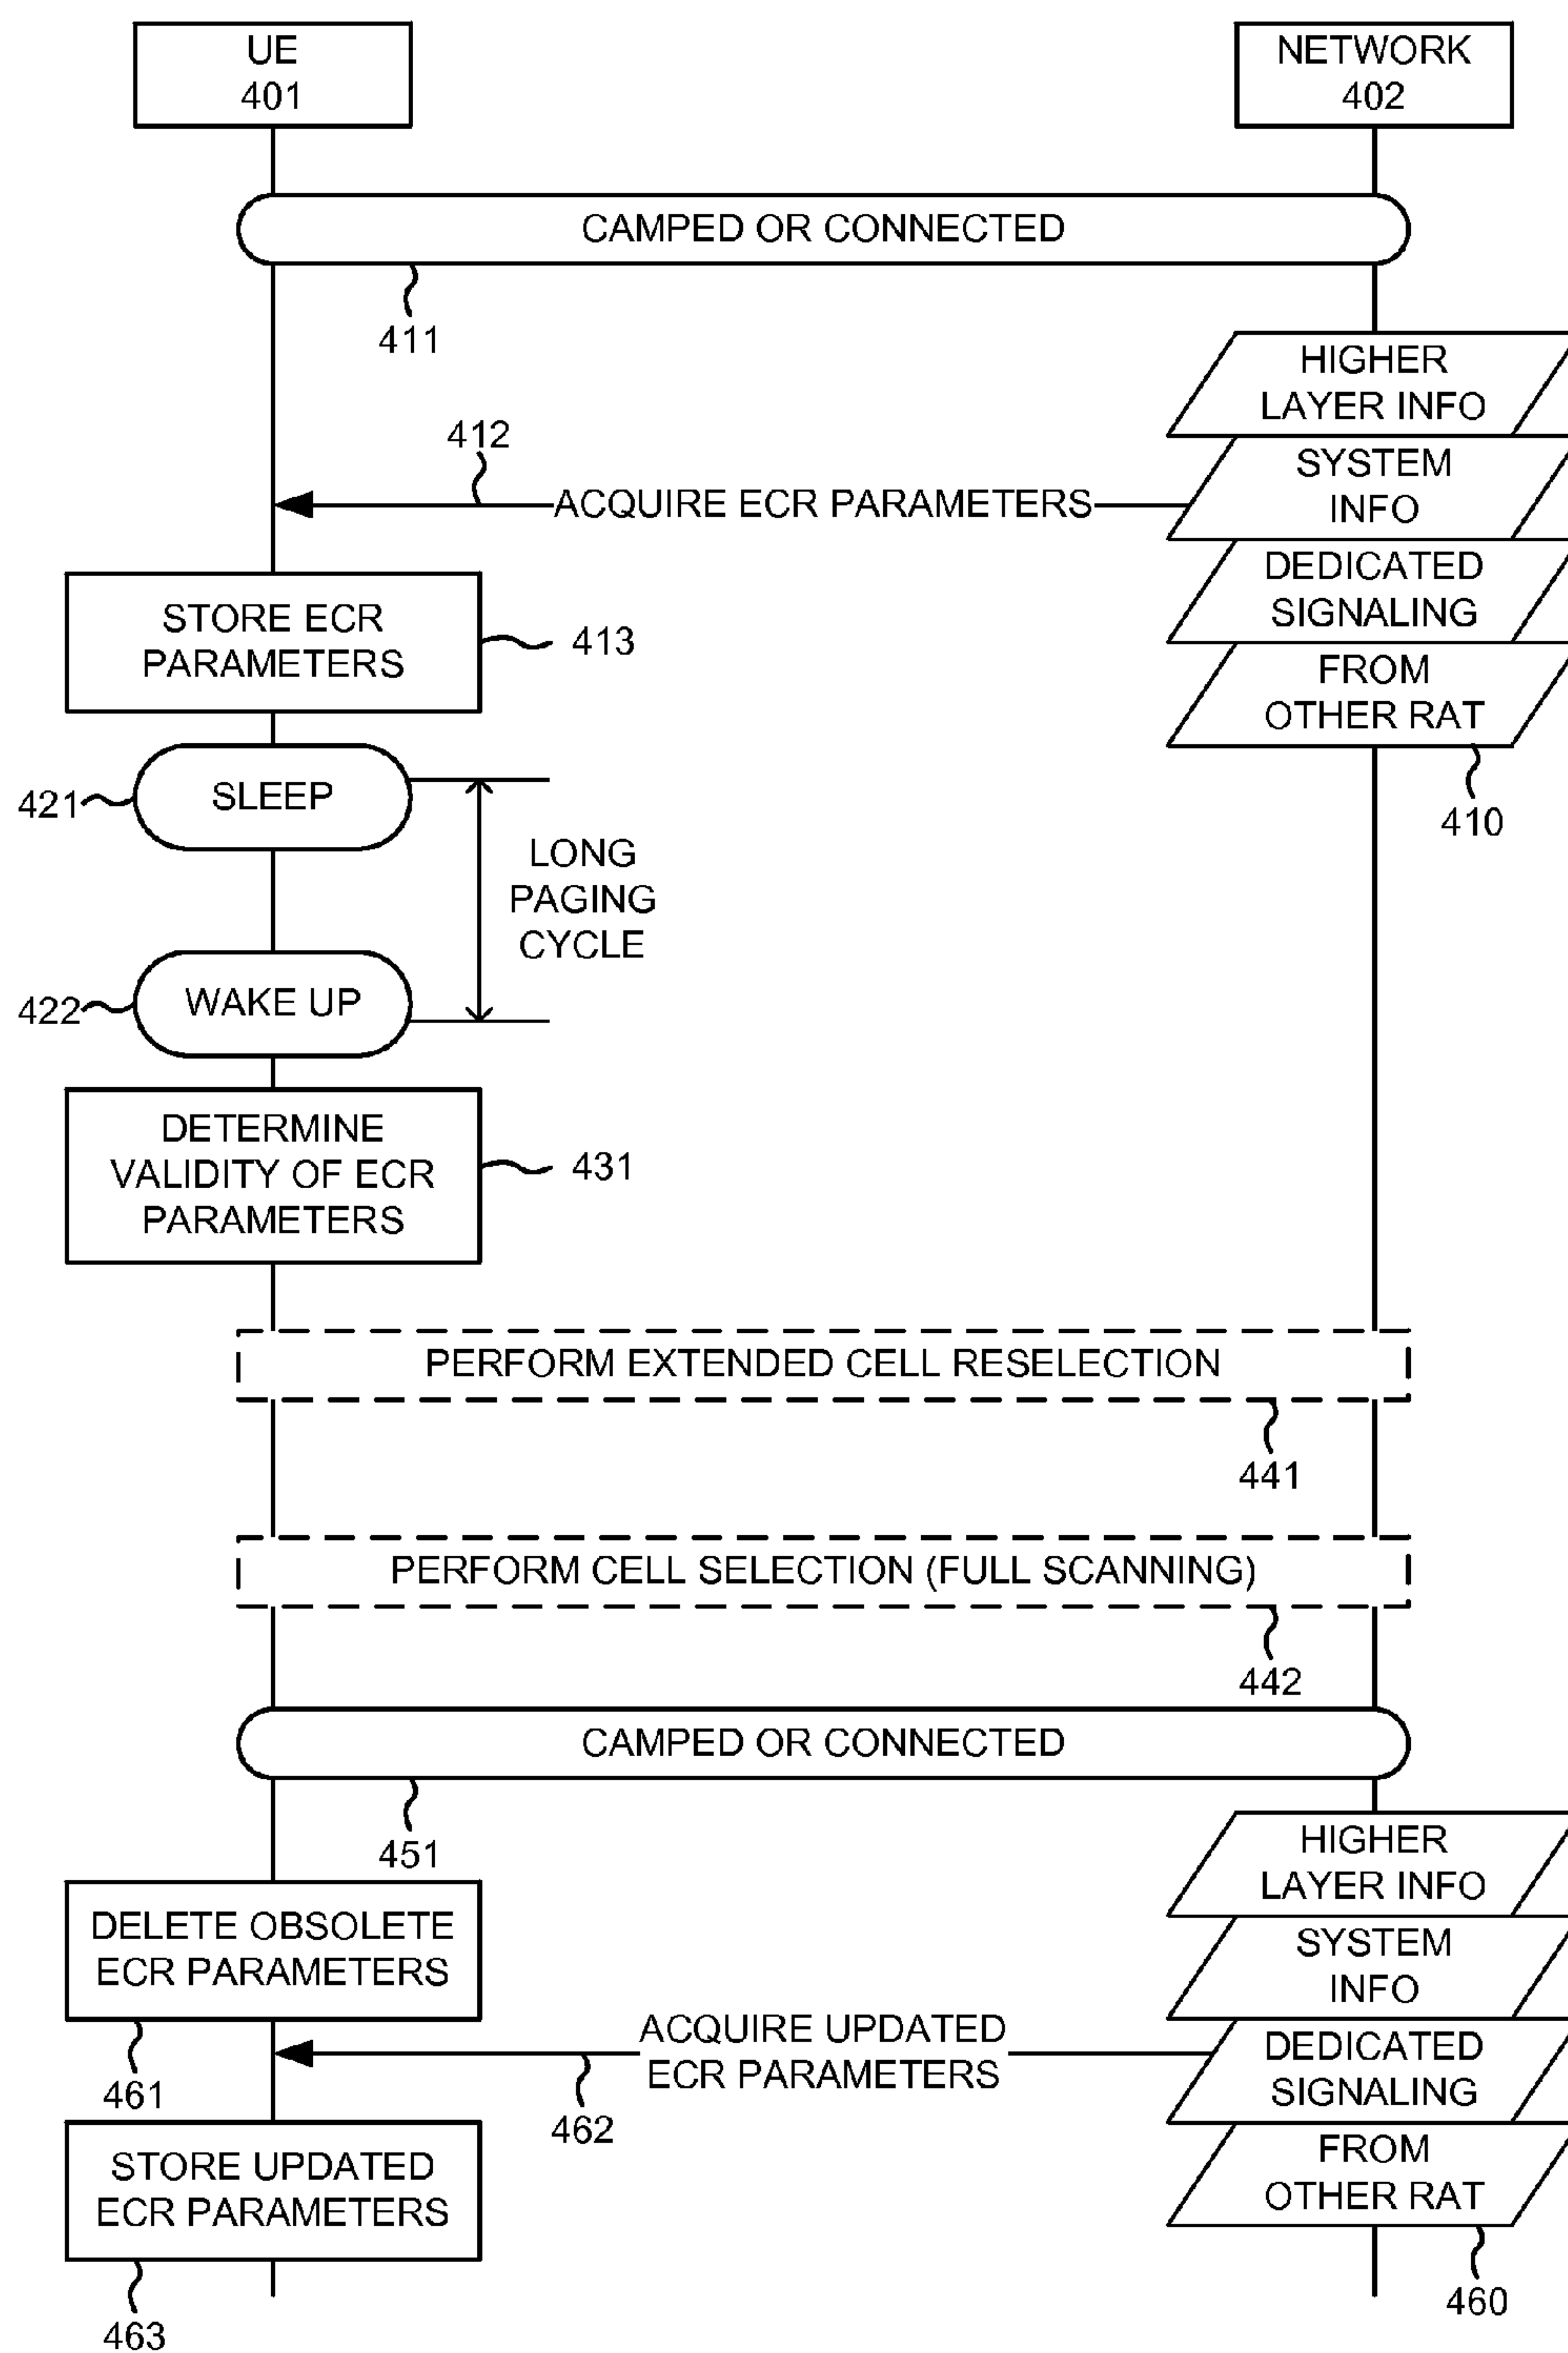 UE
401
NETWORK
402
CAMPED OR CONNECTED
411
HIGHER
LAYER INFO
412
SYSTEM
INFO
ACQUIRE ECR PARAMETERS
DEDICATED
SIGNALING
STORE ECR
PARAMETERS
413
FROM
OTHER RAT
410
SLEEP
421
LONG
PAGING
CYCLE
WAKE UP
422
DETERMINE
VALIDITY OF ECR
PARAMETERS
431
PERFORM EXTENDED CELL RESELECTION
441
PERFORM CELL SELECTION (FULL SCANNING)
442
CAMPED OR CONNECTED
451
HIGHER
LAYER INFO
DELETE OBSOLETE
ECR PARAMETERS
461
SYSTEM
INFO
ACQUIRE UPDATED
ECR PARAMETERS
462
DEDICATED
SIGNALING
STORE UPDATED
ECR PARAMETERS
463
FROM
OTHER RAT
460